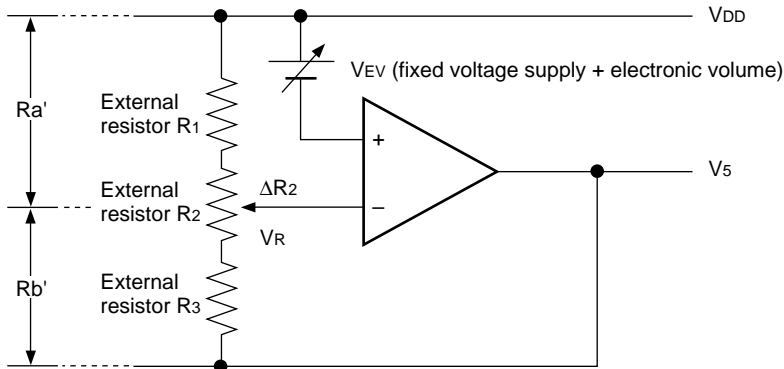 VDD
VEV (fixed voltage supply + electronic volume)
Ra'
External
resistor R1
+
External
resistor R2
ΔR2
–
V5
VR
Rb'
External
resistor R3